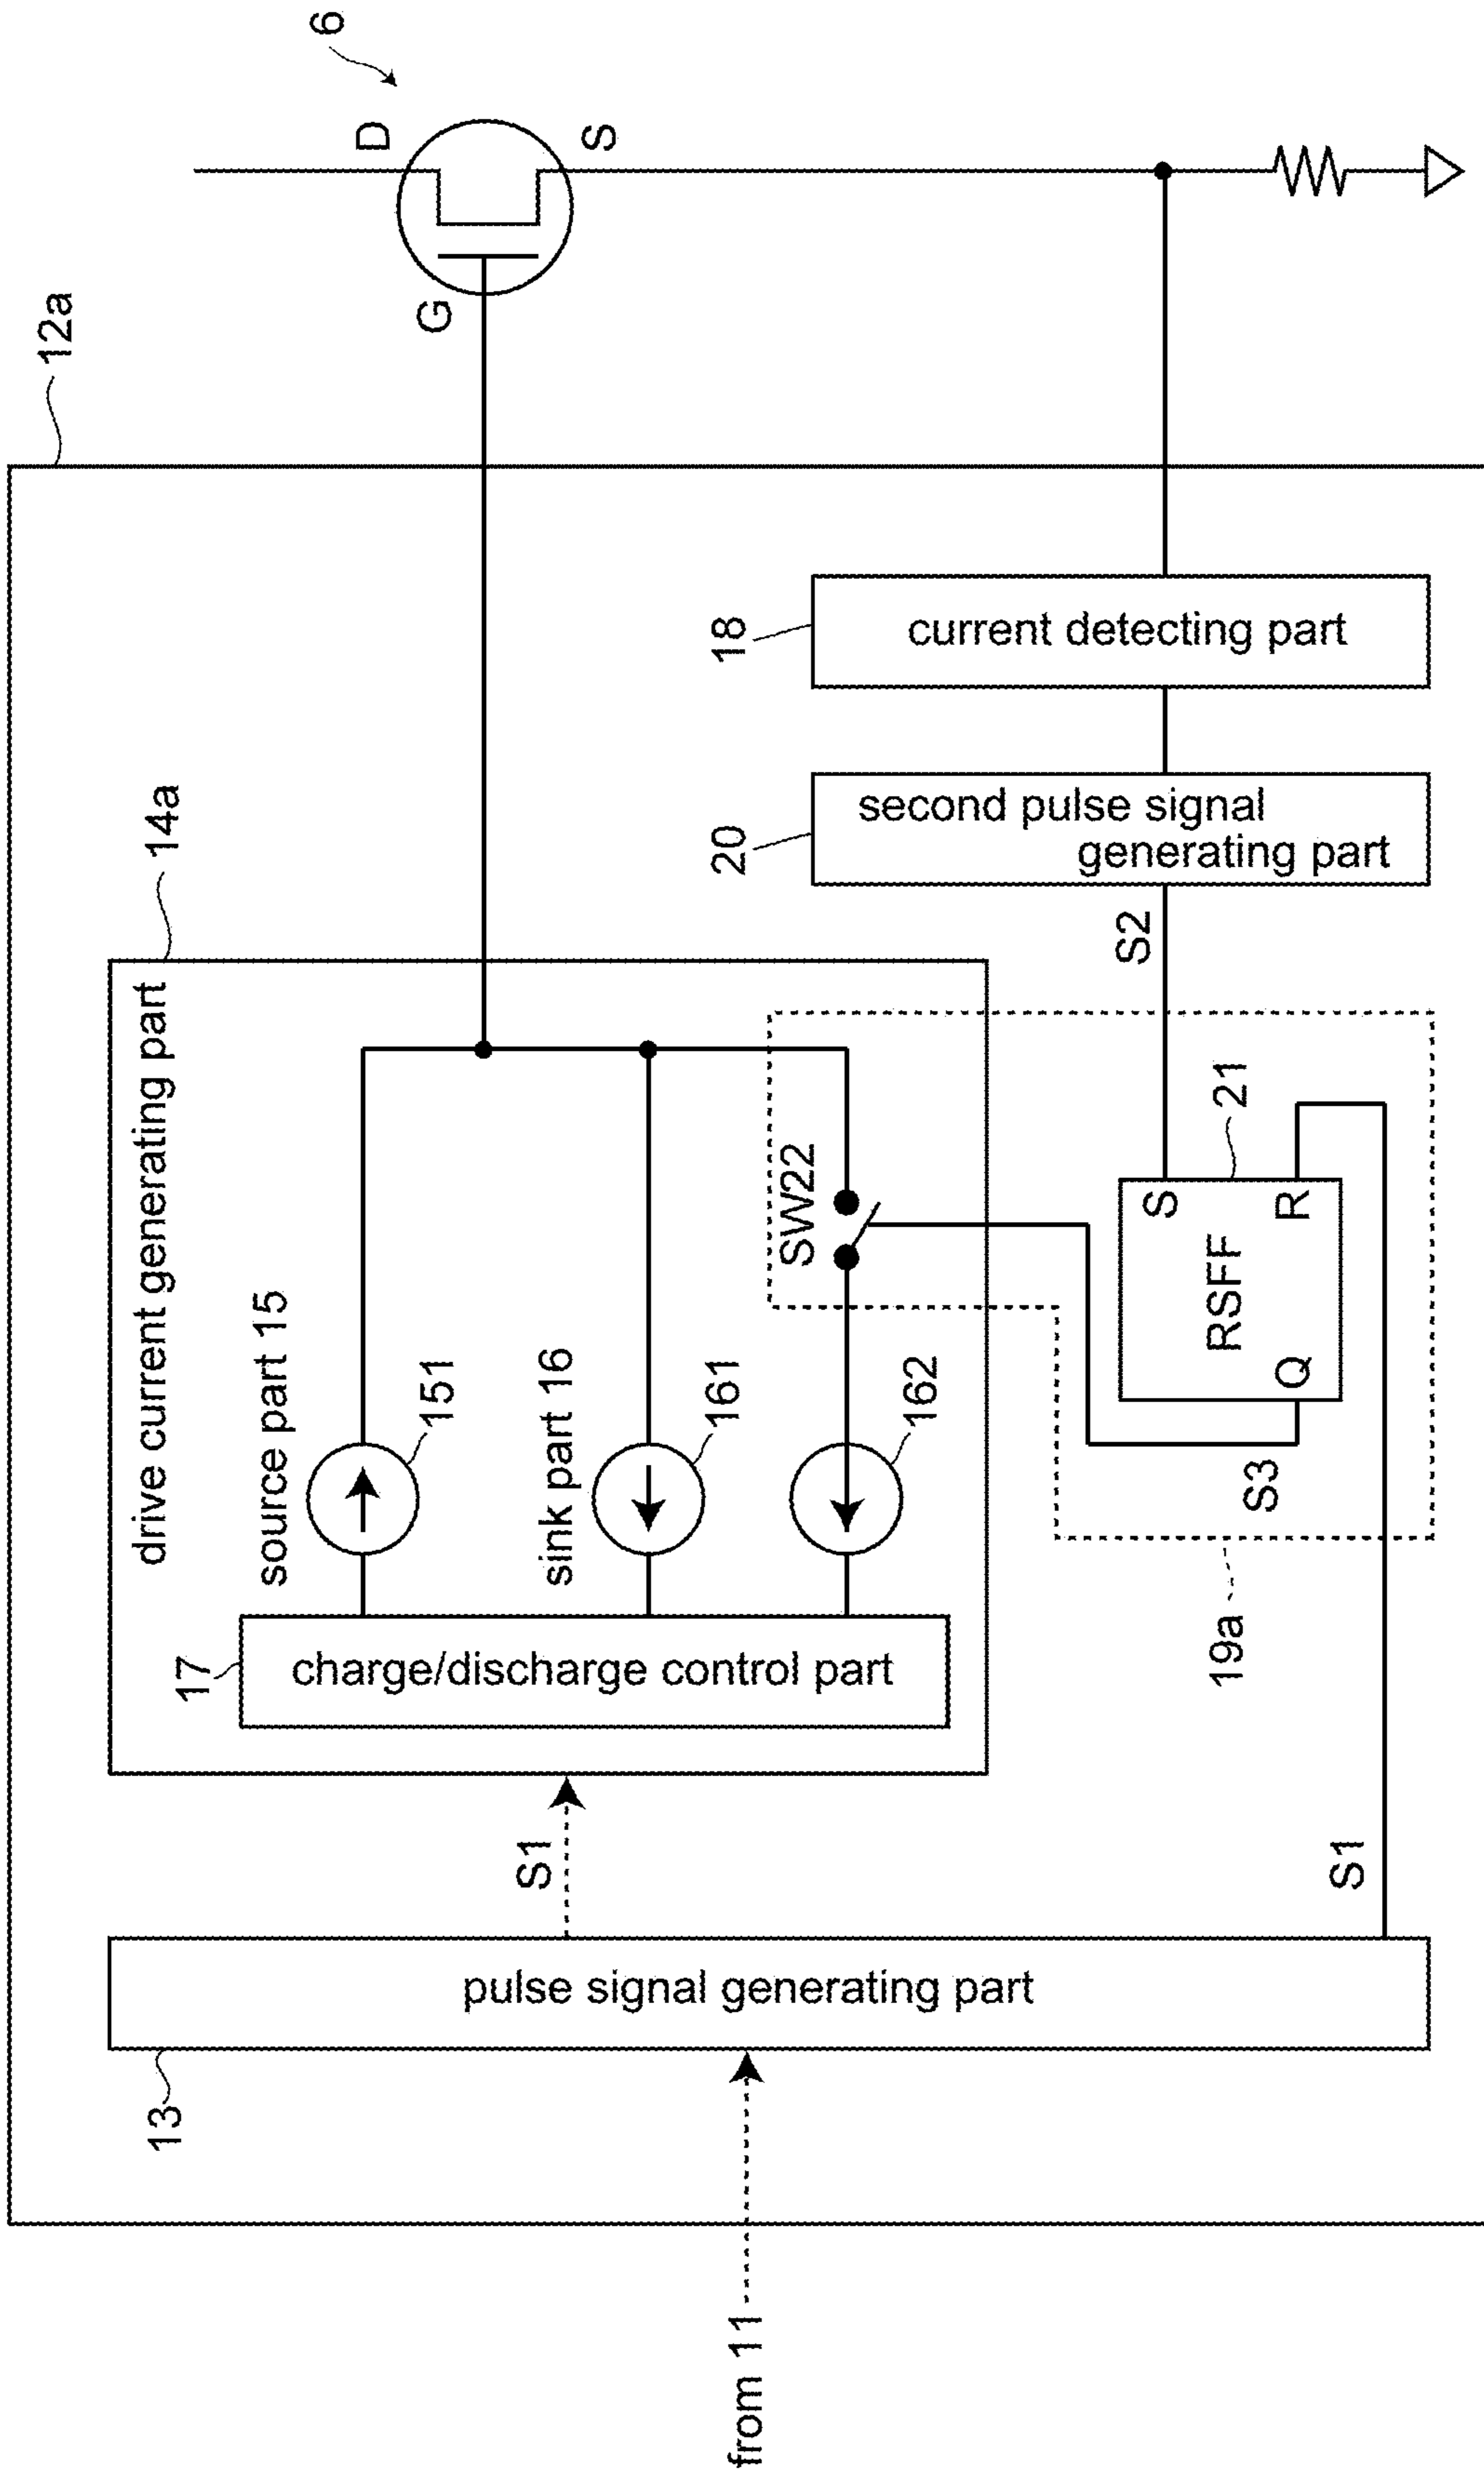 12a
6
D
G
S
14a
drive current generating part
source part 15
151
sink part 16
161
162
17
charge/discharge control part
SW22
18
current detecting part
20
second pulse signal
generating part
S2
21
S
R
RSFF
Q
S3
19a
S1
S1
13
pulse signal generating part
from 11